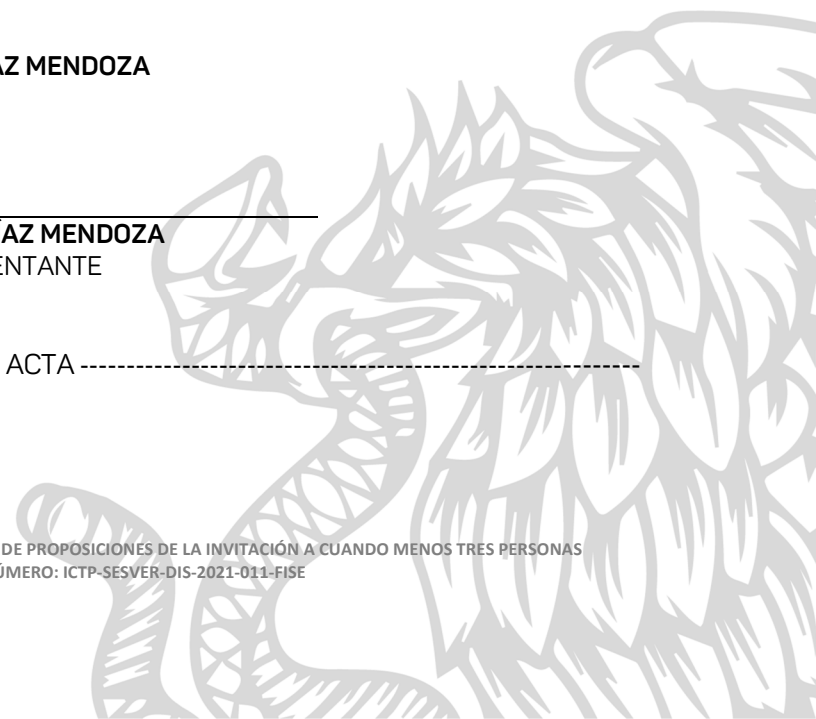 AZ MENDOZA
ÍAZ MENDOZA
ENTANTE
ACTA -------------------------------------------------------------
DE PROPOSICIONES DE LA INVITACIÓN A CUANDO MENOS TRES PERSONAS
ÚMERO: ICTP-SESVER-DIS-2021-011-FISE